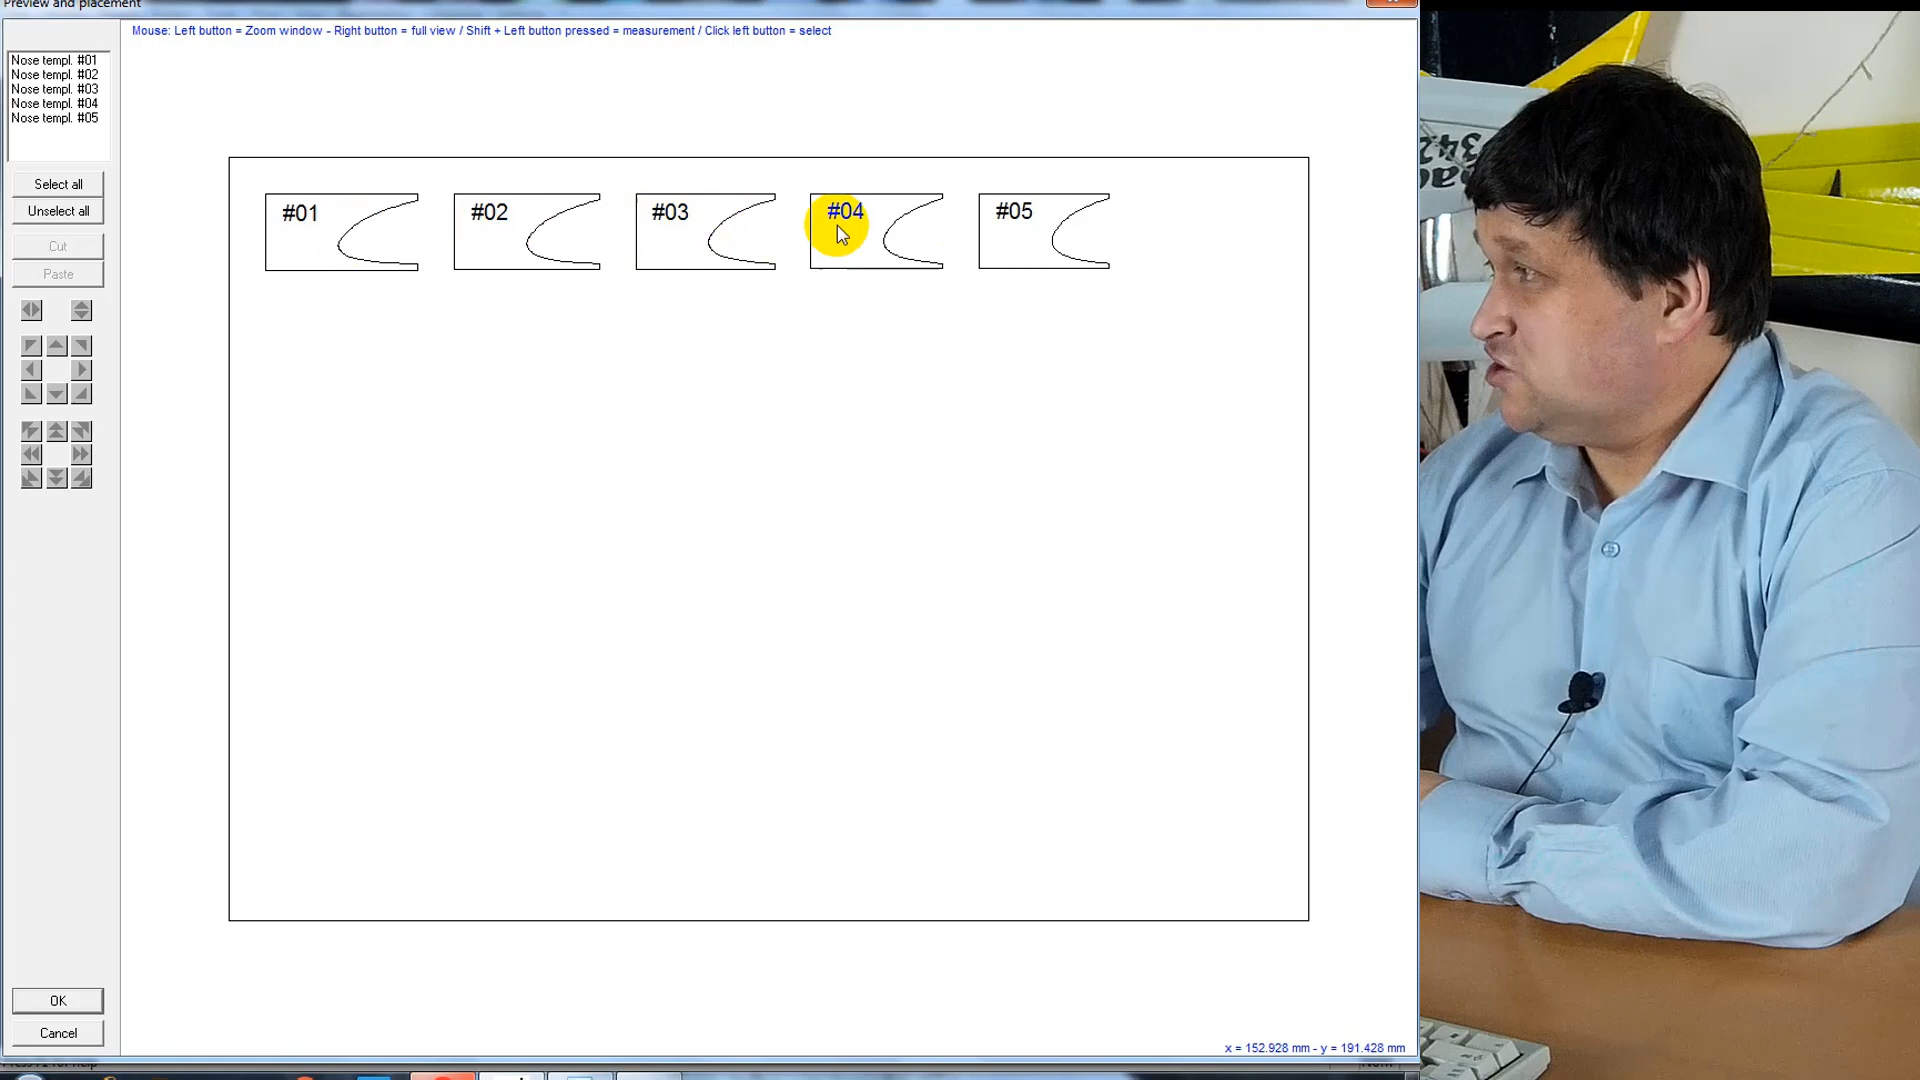 Preview and placement
Mouse: Left button = Zoom window - Right button = full view / Shift + Left button pressed = measurement / Click left button = select
Nose templ. #01
Nose templ. #02
Nose templ. #03
Nose templ. #04
Nose templ. #05
Select all
Unselect all
Cut
Paste
#01
#02
#03
#04
#05
OK
Cancel
x = 152.928 mm - y = 191.428 mm
342